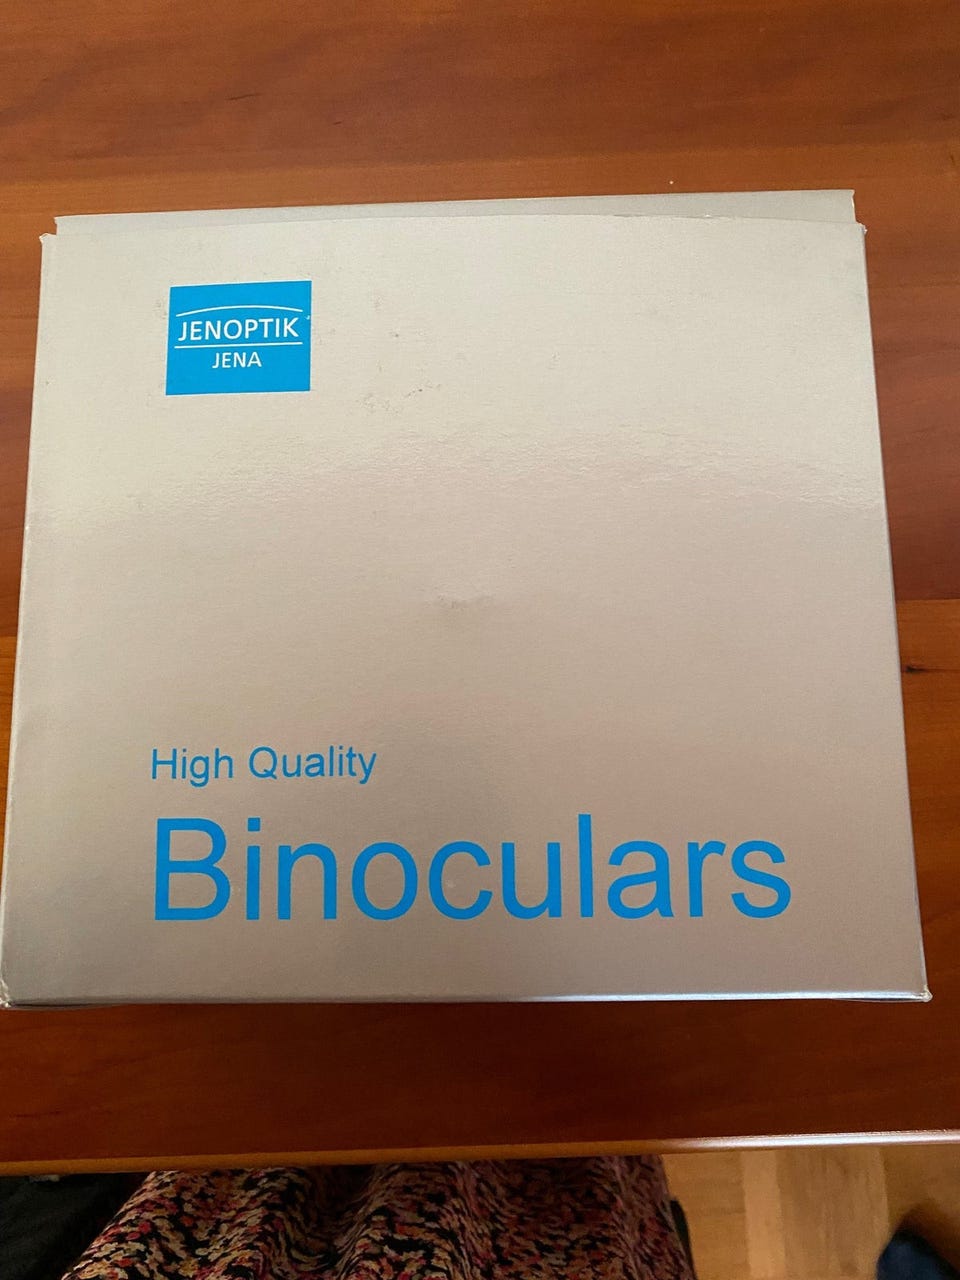 JENOPTIK
JENA
High Quality
Binoculars